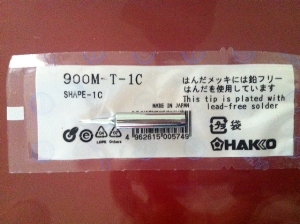 900M-T-1C
SHAPE-1C
はんだメッキには鉛フリー
はんだを使用しています
This tip is plated with
lead-free solder
MADE IN JAPAN
4 962615 005749
袋
HAKKO